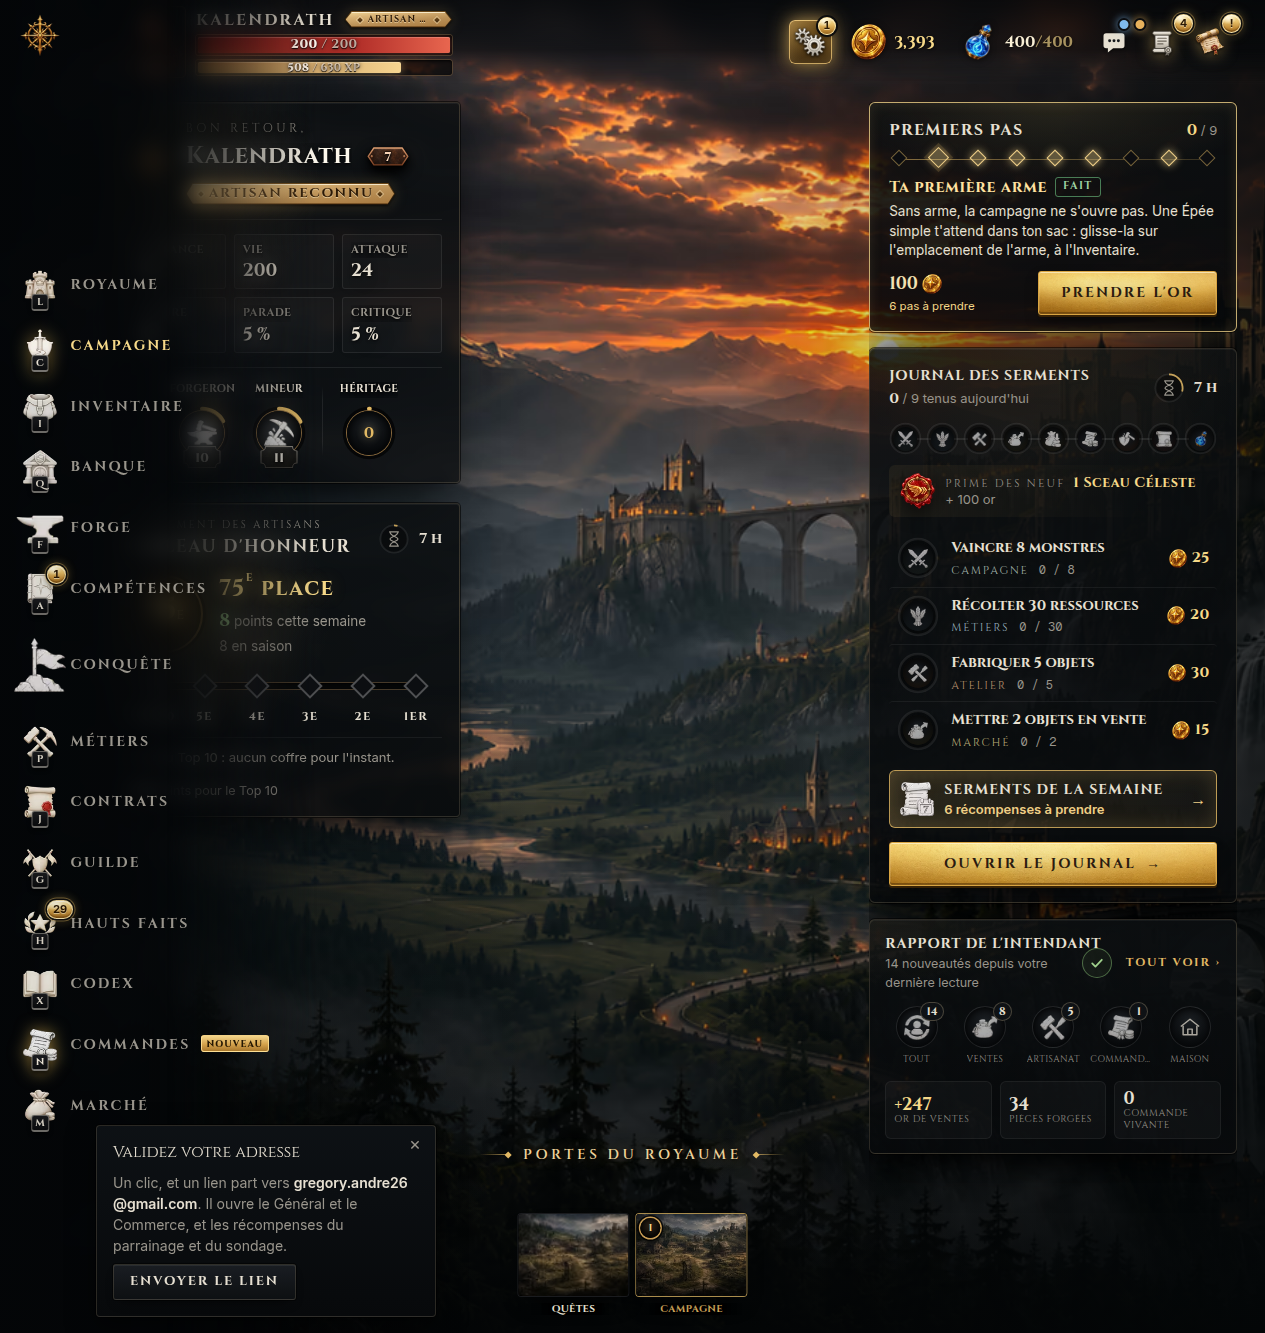 KALENDRATH
ARTISAN ...
200 / 200
508 / 630 XP
1
3,393
400/400
4
!
BON RETOUR,
KALENDRATH
7
ARTISAN RECONNU
VIE
200
ATTAQUE
24
PARADE
5 %
CRITIQUE
5 %
FORGERON
MINEUR
HÉRITAGE
10
11
0
ROYAUME
L
CAMPAGNE
C
INVENTAIRE
I
BANQUE
Q
FORGE
F
1
COMPÉTENCES
A
CONQUÊTE
MÉTIERS
P
CONTRATS
J
GUILDE
G
29
HAUTS FAITS
H
CODEX
X
COMMANDES
NOUVEAU
N
MARCHÉ
M
DES ARTISANS
D'HONNEUR
7 H
75E PLACE
8 points cette semaine
8 en saison
5E
4E
3E
2E
1ER
Top 10 : aucun coffre pour l'instant.
pour le Top 10
PREMIERS PAS
0 / 9
TA PREMIÈRE ARME
FAIT
Sans arme, la campagne ne s'ouvre pas. Une Épée
simple t'attend dans ton sac : glisse-la sur
l'emplacement de l'arme, à l'Inventaire.
100
6 pas à prendre
PRENDRE L'OR
JOURNAL DES SERMENTS
0 / 9 tenus aujourd'hui
7 H
PRIME DES NEUF 1 SCEAU CÉLESTE
+ 100 or
VAINCRE 8 MONSTRES
CAMPAGNE 0 / 8
25
RÉCOLTER 30 RESSOURCES
MÉTIERS 0 / 30
20
FABRIQUER 5 OBJETS
ATELIER 0 / 5
30
METTRE 2 OBJETS EN VENTE
MARCHÉ 0 / 2
15
7
SERMENTS DE LA SEMAINE
6 récompenses à prendre
→
OUVRIR LE JOURNAL →
RAPPORT DE L'INTENDANT
14 nouveautés depuis votre
dernière lecture
TOUT VOIR ›
14
8
5
1
TOUT
VENTES
ARTISANAT
COMMAND...
MAISON
+247
OR DE VENTES
34
PIÈCES FORGÉES
0
COMMANDE
VIVANTE
VALIDEZ VOTRE ADRESSE
×
Un clic, et un lien part vers gregory.andre26
@gmail.com. Il ouvre le Général et le
Commerce, et les récompenses du
parrainage et du sondage.
ENVOYER LE LIEN
PORTES DU ROYAUME
1
QUÊTES
CAMPAGNE